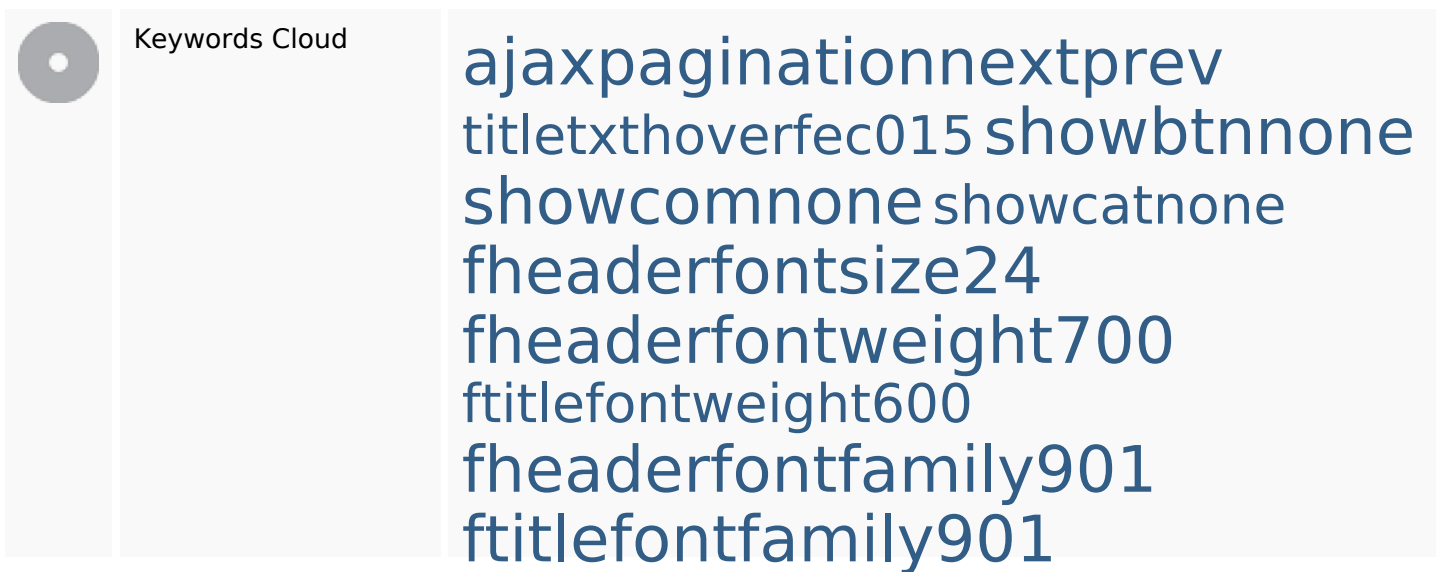 Keywords Cloud
ajaxpaginationnextprev
titletxthoverfec015 showbtnnone
showcomnone showcatnone
fheaderfontsize24
fheaderfontweight700
ftitlefontweight600
fheaderfontfamily901
ftitlefontfamily901